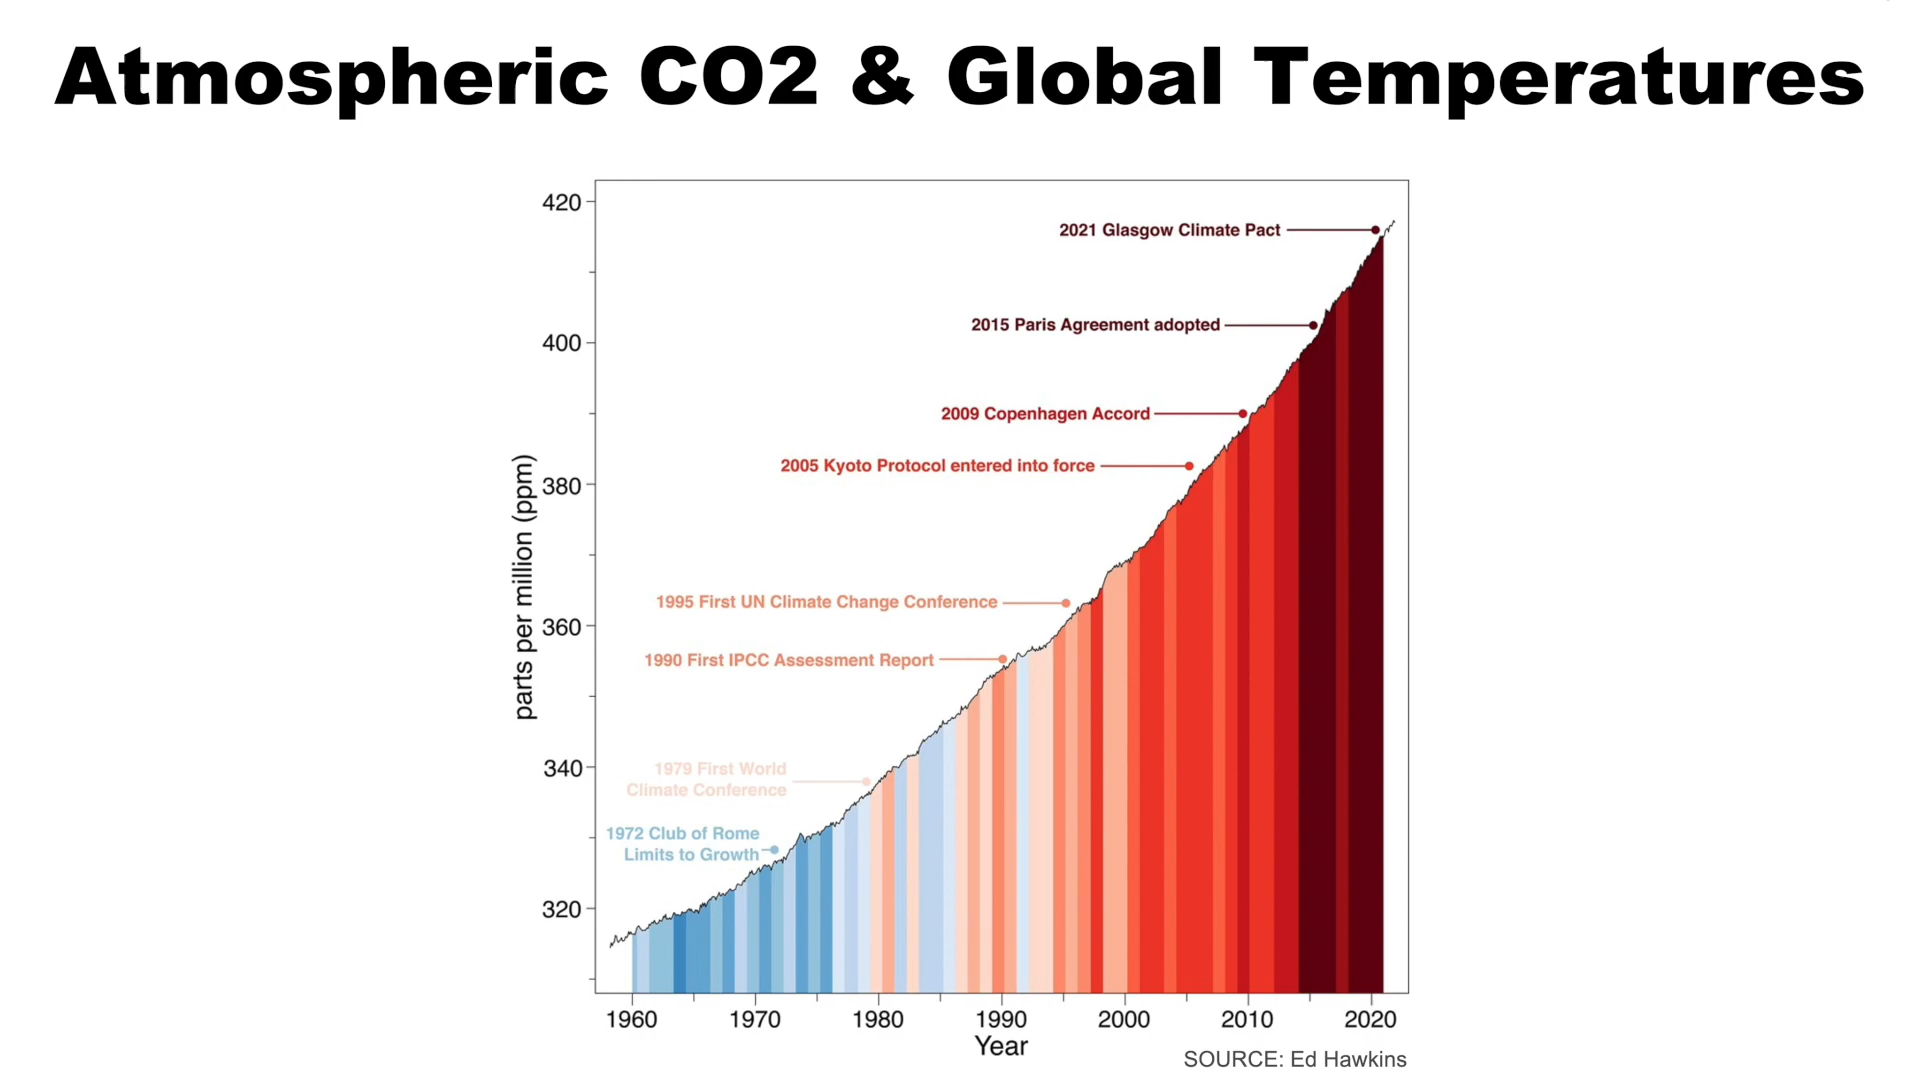 Atmospheric CO2 & Global Temperatures
420
400
380
360
340
320
parts per million (ppm)
2021 Glasgow Climate Pact
2015 Paris Agreement adopted
2009 Copenhagen Accord
2005 Kyoto Protocol entered into force
1995 First UN Climate Change Conference
1990 First IPCC Assessment Report
1979 First World
Climate Conference
1972 Club of Rome
Limits to Growth
1960 1970 1980 1990 2000 2010 2020
Year
SOURCE: Ed Hawkins